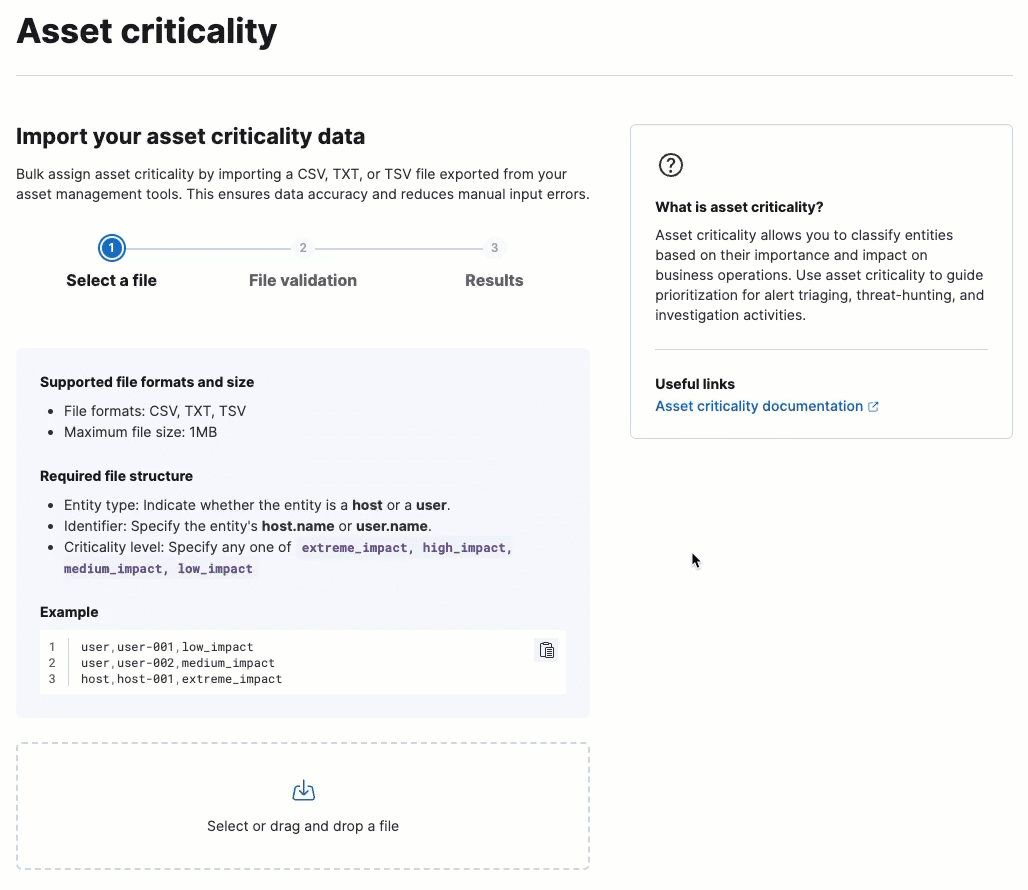 Asset criticality
Import your asset criticality data
Bulk assign asset criticality by importing a CSV, TXT, or TSV file exported from your
asset management tools. This ensures data accuracy and reduces manual input errors.
1
2
3
Select a file
File validation
Results
Supported file formats and size
• File formats: CSV, TXT, TSV
• Maximum file size: 1MB
Required file structure
• Entity type: Indicate whether the entity is a host or a user.
• Identifier: Specify the entity's host.name or user.name.
• Criticality level: Specify any one of extreme_impact, high_impact,
medium_impact, low_impact
Example
1 user,user-001,low_impact
2 user,user-002,medium_impact
3 host,host-001,extreme_impact
Select or drag and drop a file
?
What is asset criticality?
Asset criticality allows you to classify entities
based on their importance and impact on
business operations. Use asset criticality to guide
prioritization for alert triaging, threat-hunting, and
investigation activities.
Useful links
Asset criticality documentation